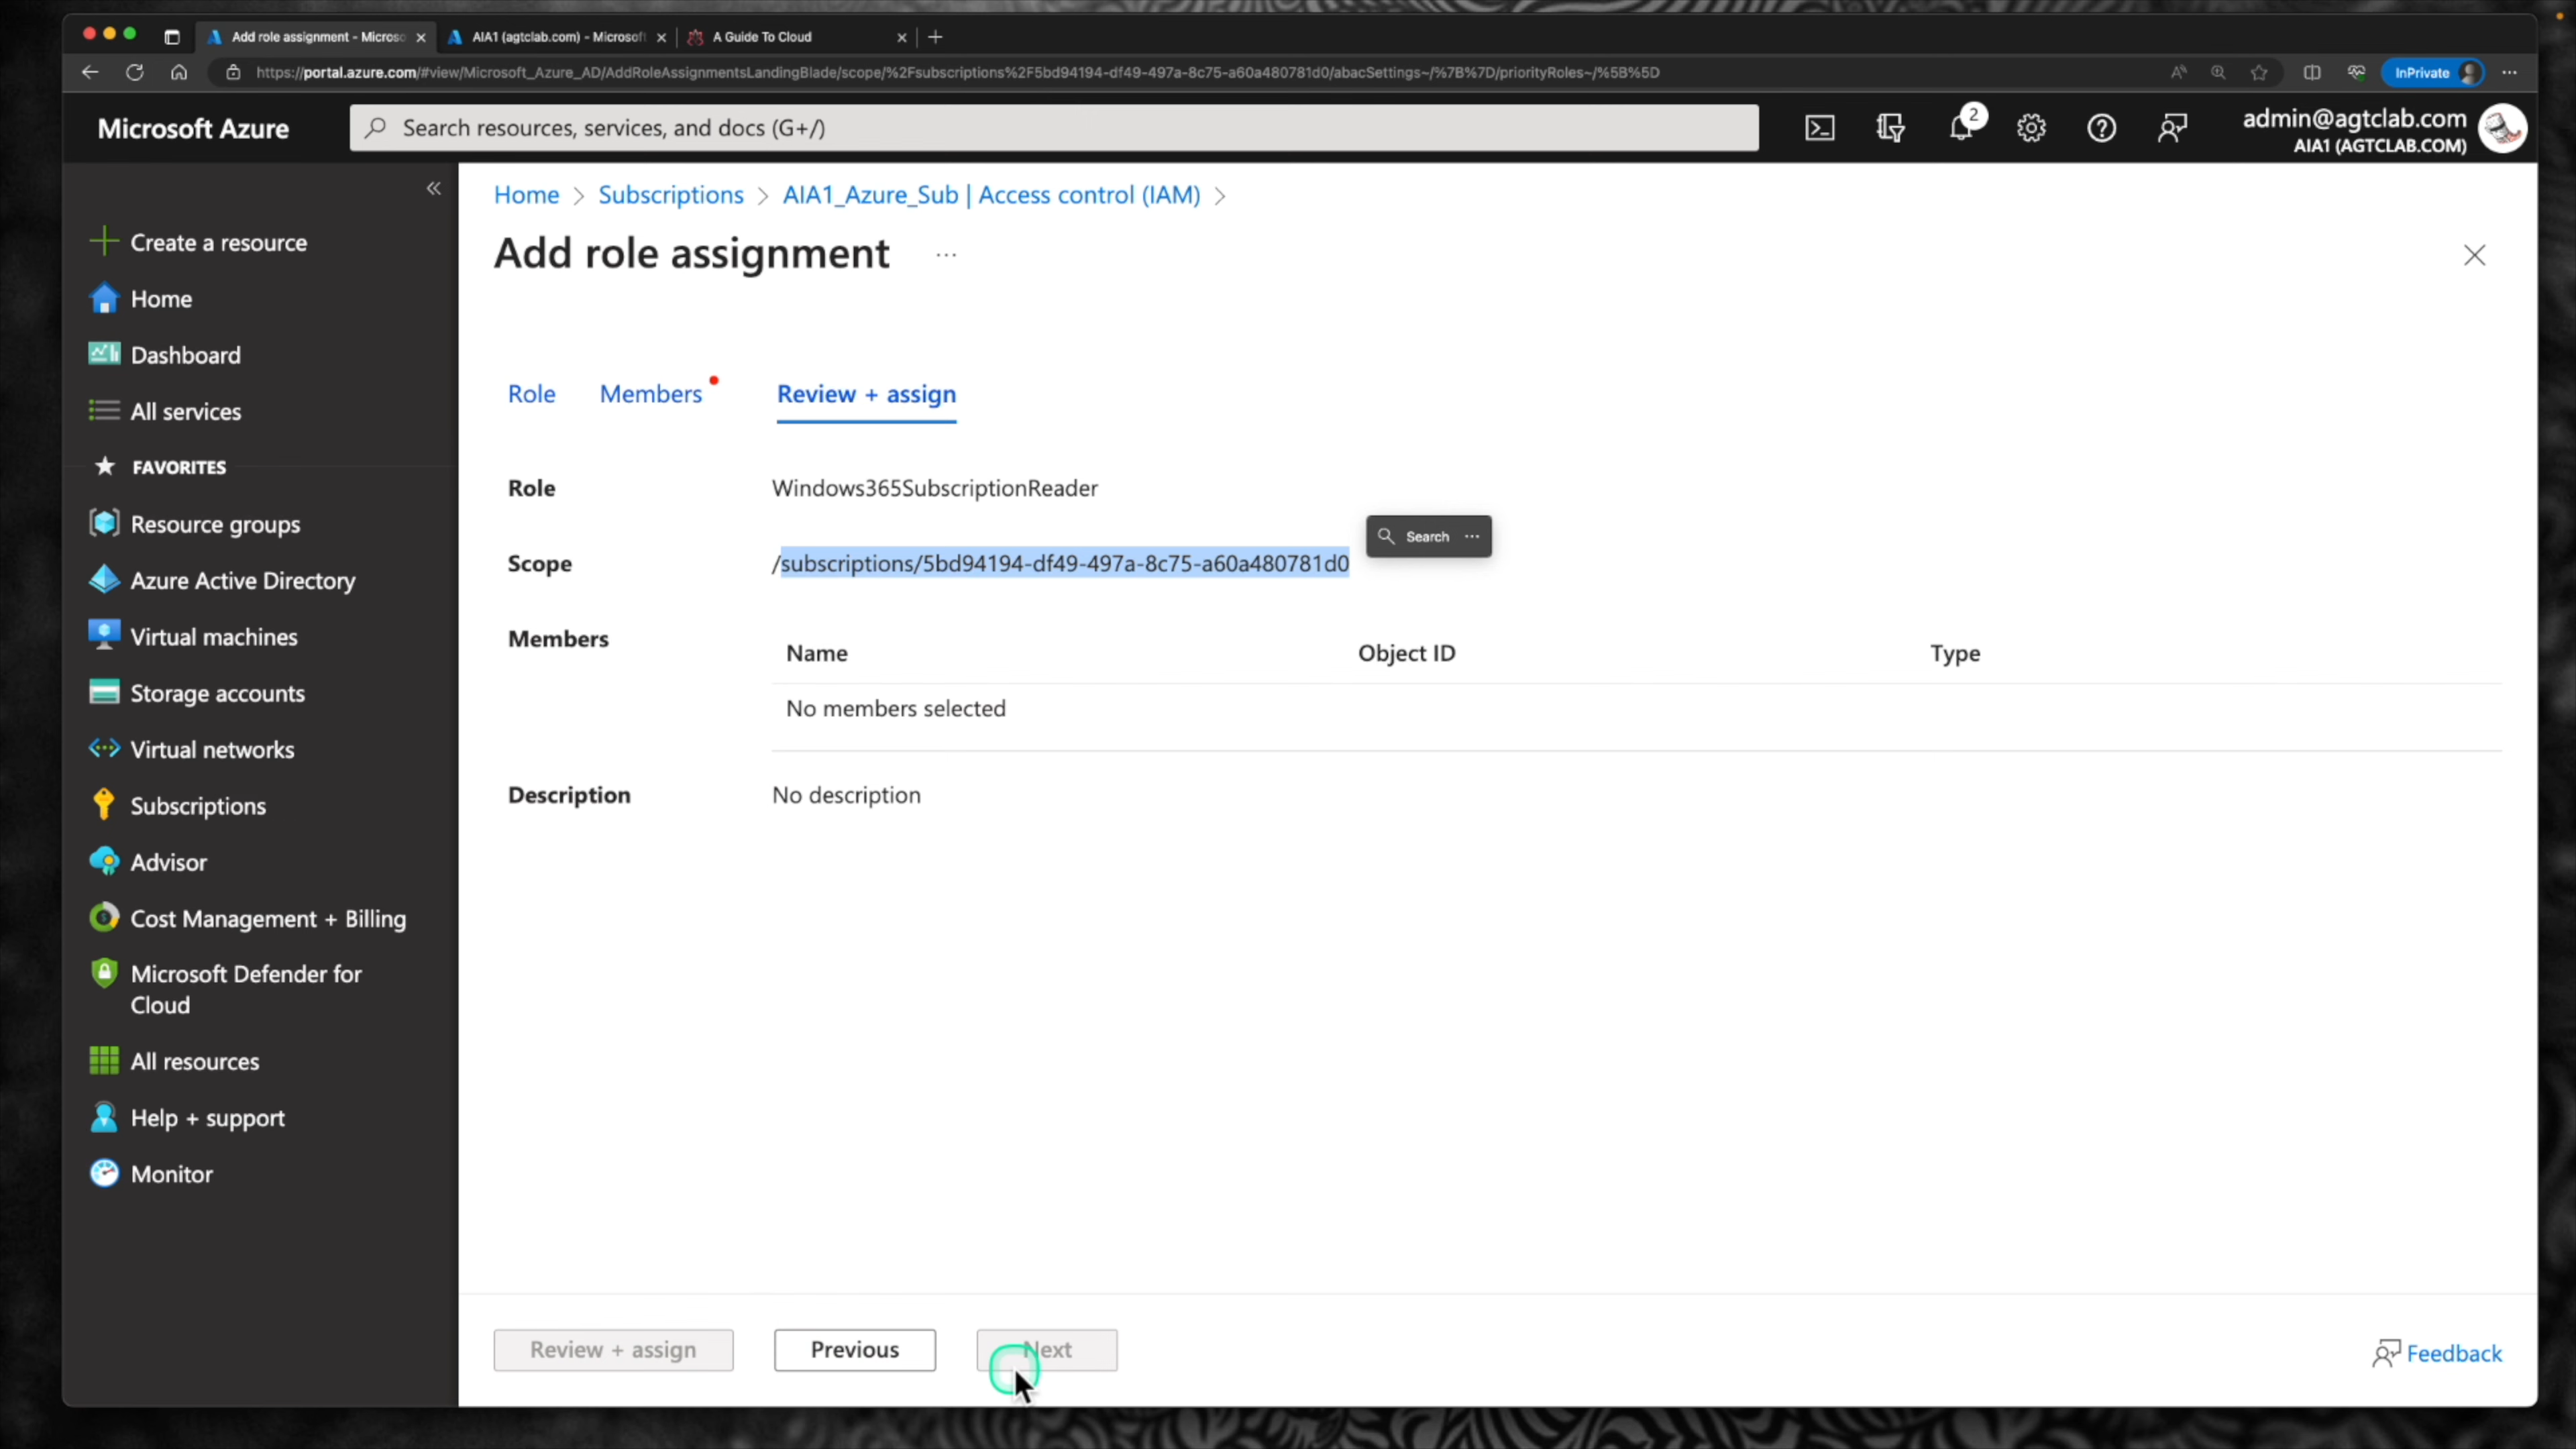 Add role assignment - Microso
AIA1 (agtclab.com) - Microsoft
A Guide To Cloud
https://portal.azure.com/#view/Microsoft_Azure_AD/AddRoleAssignmentsLandingBlade/scope/%2Fsubscriptions%2F5bd94194-df49-497a-8c75-a60a480781d0/abacSettings~/%7B%7D/priorityRoles~/%5B%5D
InPrivate
Microsoft Azure
Search resources, services, and docs (G+/)
2
admin@agtclab.com
AIA1 (AGTCLAB.COM)
Create a resource
Home
Dashboard
All services
FAVORITES
Resource groups
Azure Active Directory
Virtual machines
Storage accounts
Virtual networks
Subscriptions
Advisor
Cost Management + Billing
Microsoft Defender for
Cloud
All resources
Help + support
Monitor
Home > Subscriptions > AIA1_Azure_Sub | Access control (IAM) >
Add role assignment ...
Role Members Review + assign
Role Windows365SubscriptionReader
Search ...
Scope /subscriptions/5bd94194-df49-497a-8c75-a60a480781d0
Members
Name Object ID Type
No members selected
Description No description
Review + assign Previous Next
Feedback